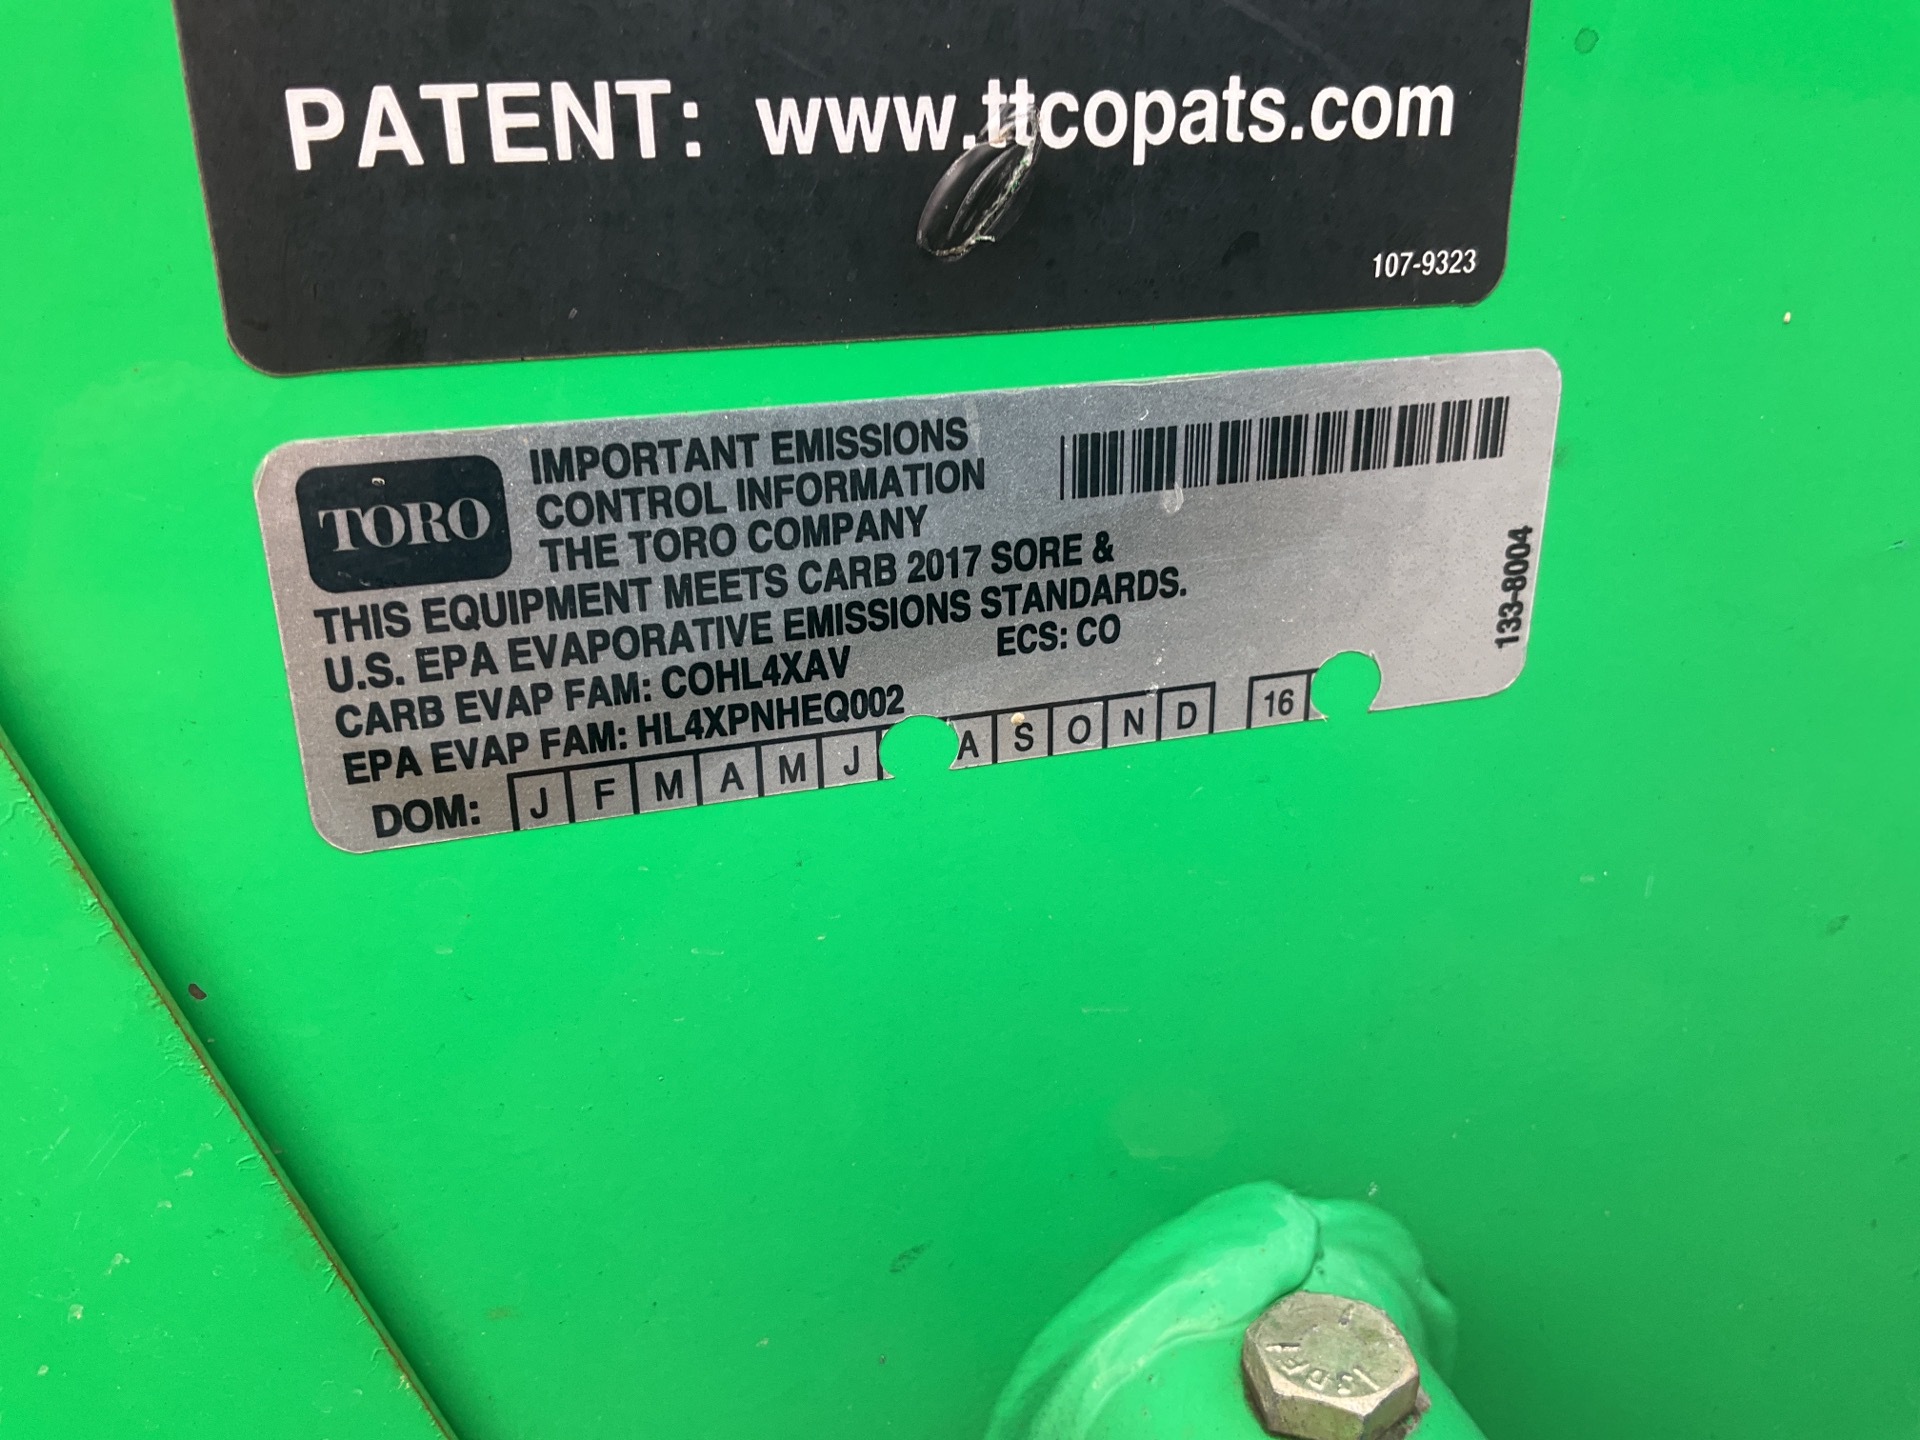 PATENT: www.ttcopats.com
107-9323
TORO
IMPORTANT EMISSIONS
CONTROL INFORMATION
THE TORO COMPANY
THIS EQUIPMENT MEETS CARB 2017 SORE &
U.S. EPA EVAPORATIVE EMISSIONS STANDARDS.
CARB EVAP FAM: COHL4XAV ECS: CO
EPA EVAP FAM: HL4XPNHEQ002
DOM: J F M A M J A S O N D 16
133-8004